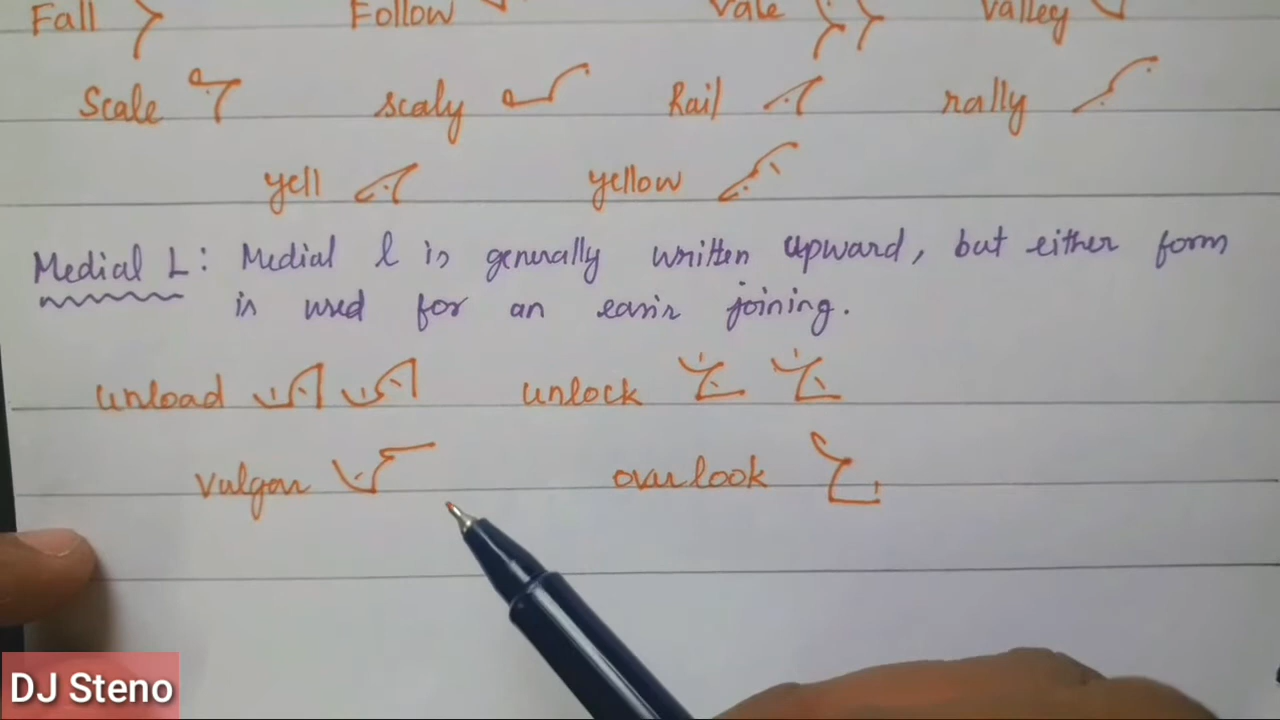 Fall Follow Vale Valley
Scale scaly Rail rally
yell yellow
Medial L: Medial l is generally written upward, but either form
is used for an easier joining.
unload unlock
vulgar overlook
DJ Steno